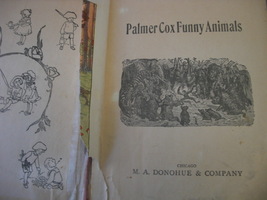 Palmer Cox Funny Animals
CHICAGO
M. A. DONOHUE & COMPANY